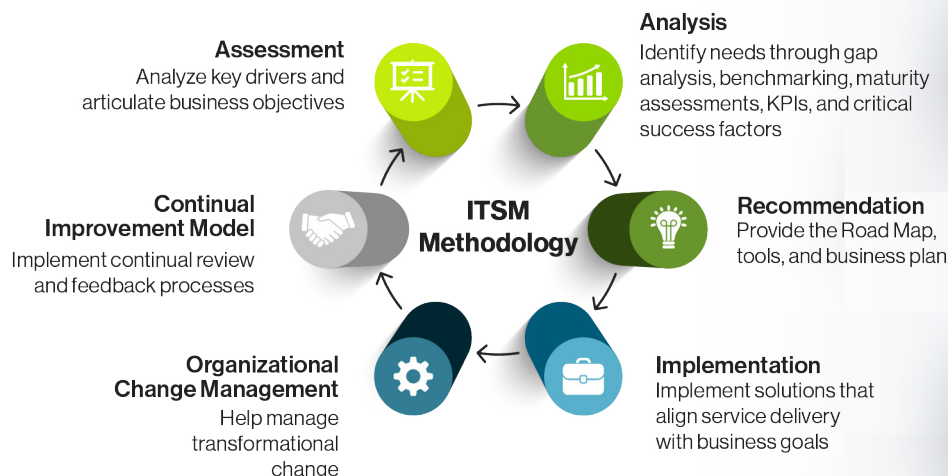 Assessment
Analyze key drivers and
articulate business objectives
Analysis
Identify needs through gap
analysis, benchmarking, maturity
assessments, KPIs, and critical
success factors
Continual
Improvement Model
Implement continual review
and feedback processes
ITSM
Methodology
Recommendation
Provide the Road Map,
tools, and business plan
Organizational
Change Management
Help manage
transformational
change
Implementation
Implement solutions that
align service delivery
with business goals